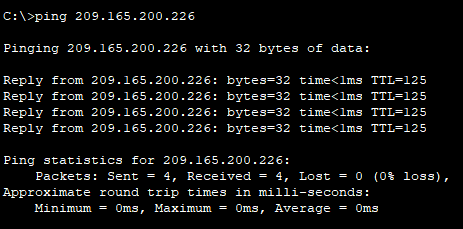 C:\>ping 209.165.200.226
Pinging 209.165.200.226 with 32 bytes of data:
Reply from 209.165.200.226: bytes=32 time<1ms TTL=125
Reply from 209.165.200.226: bytes=32 time<1ms TTL=125
Reply from 209.165.200.226: bytes=32 time<1ms TTL=125
Reply from 209.165.200.226: bytes=32 time<1ms TTL=125
Ping statistics for 209.165.200.226:
Packets: Sent = 4, Received = 4, Lost = 0 (0% loss),
Approximate round trip times in milli-seconds:
Minimum = 0ms, Maximum = 0ms, Average = 0ms